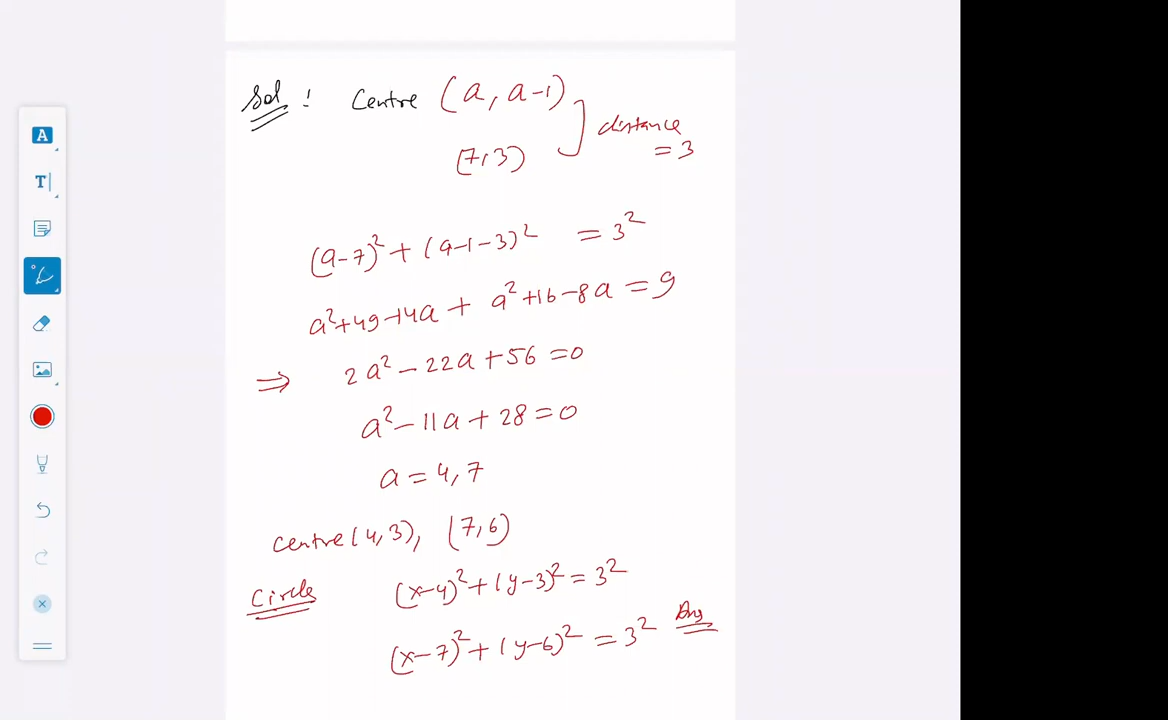 Sol : Centre (a, a-1)
(7,3)
distance
= 3
(a-7)² + (a-1-3)² = 3²
a²+49-14a + a²+16-8a = 9
⇒ 2a² - 22a + 56 = 0
a² - 11a + 28 = 0
a = 4, 7
centre (4,3), (7,6)
Circle (x-4)² + (y-3)² = 3²
(x-7)² + (y-6)² = 3² Ans